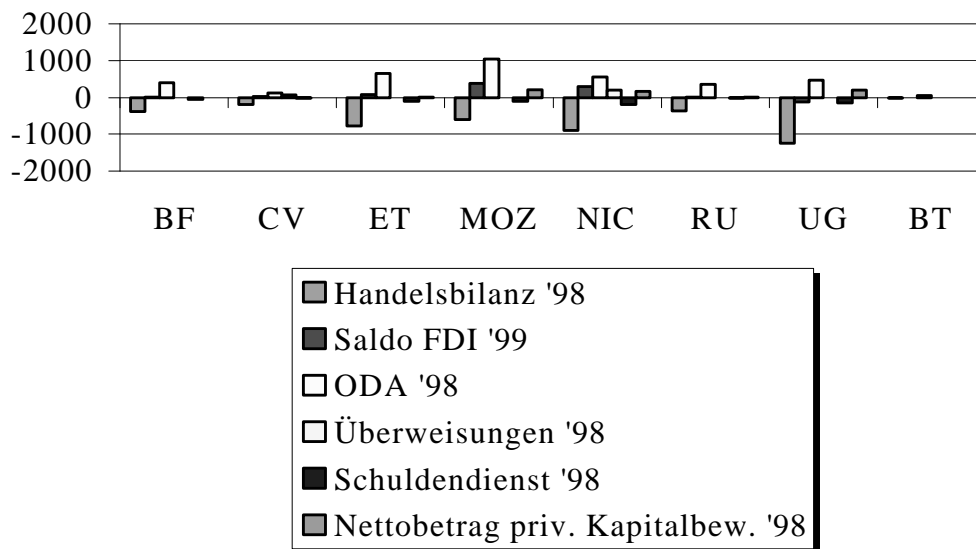 2000
1000
0
-1000
-2000
BF CV ET MOZ NIC RU UG BT
Handelsbilanz '98
Saldo FDI '99
ODA '98
Überweisungen '98
Schuldendienst '98
Nettobetrag priv. Kapitalbew. '98